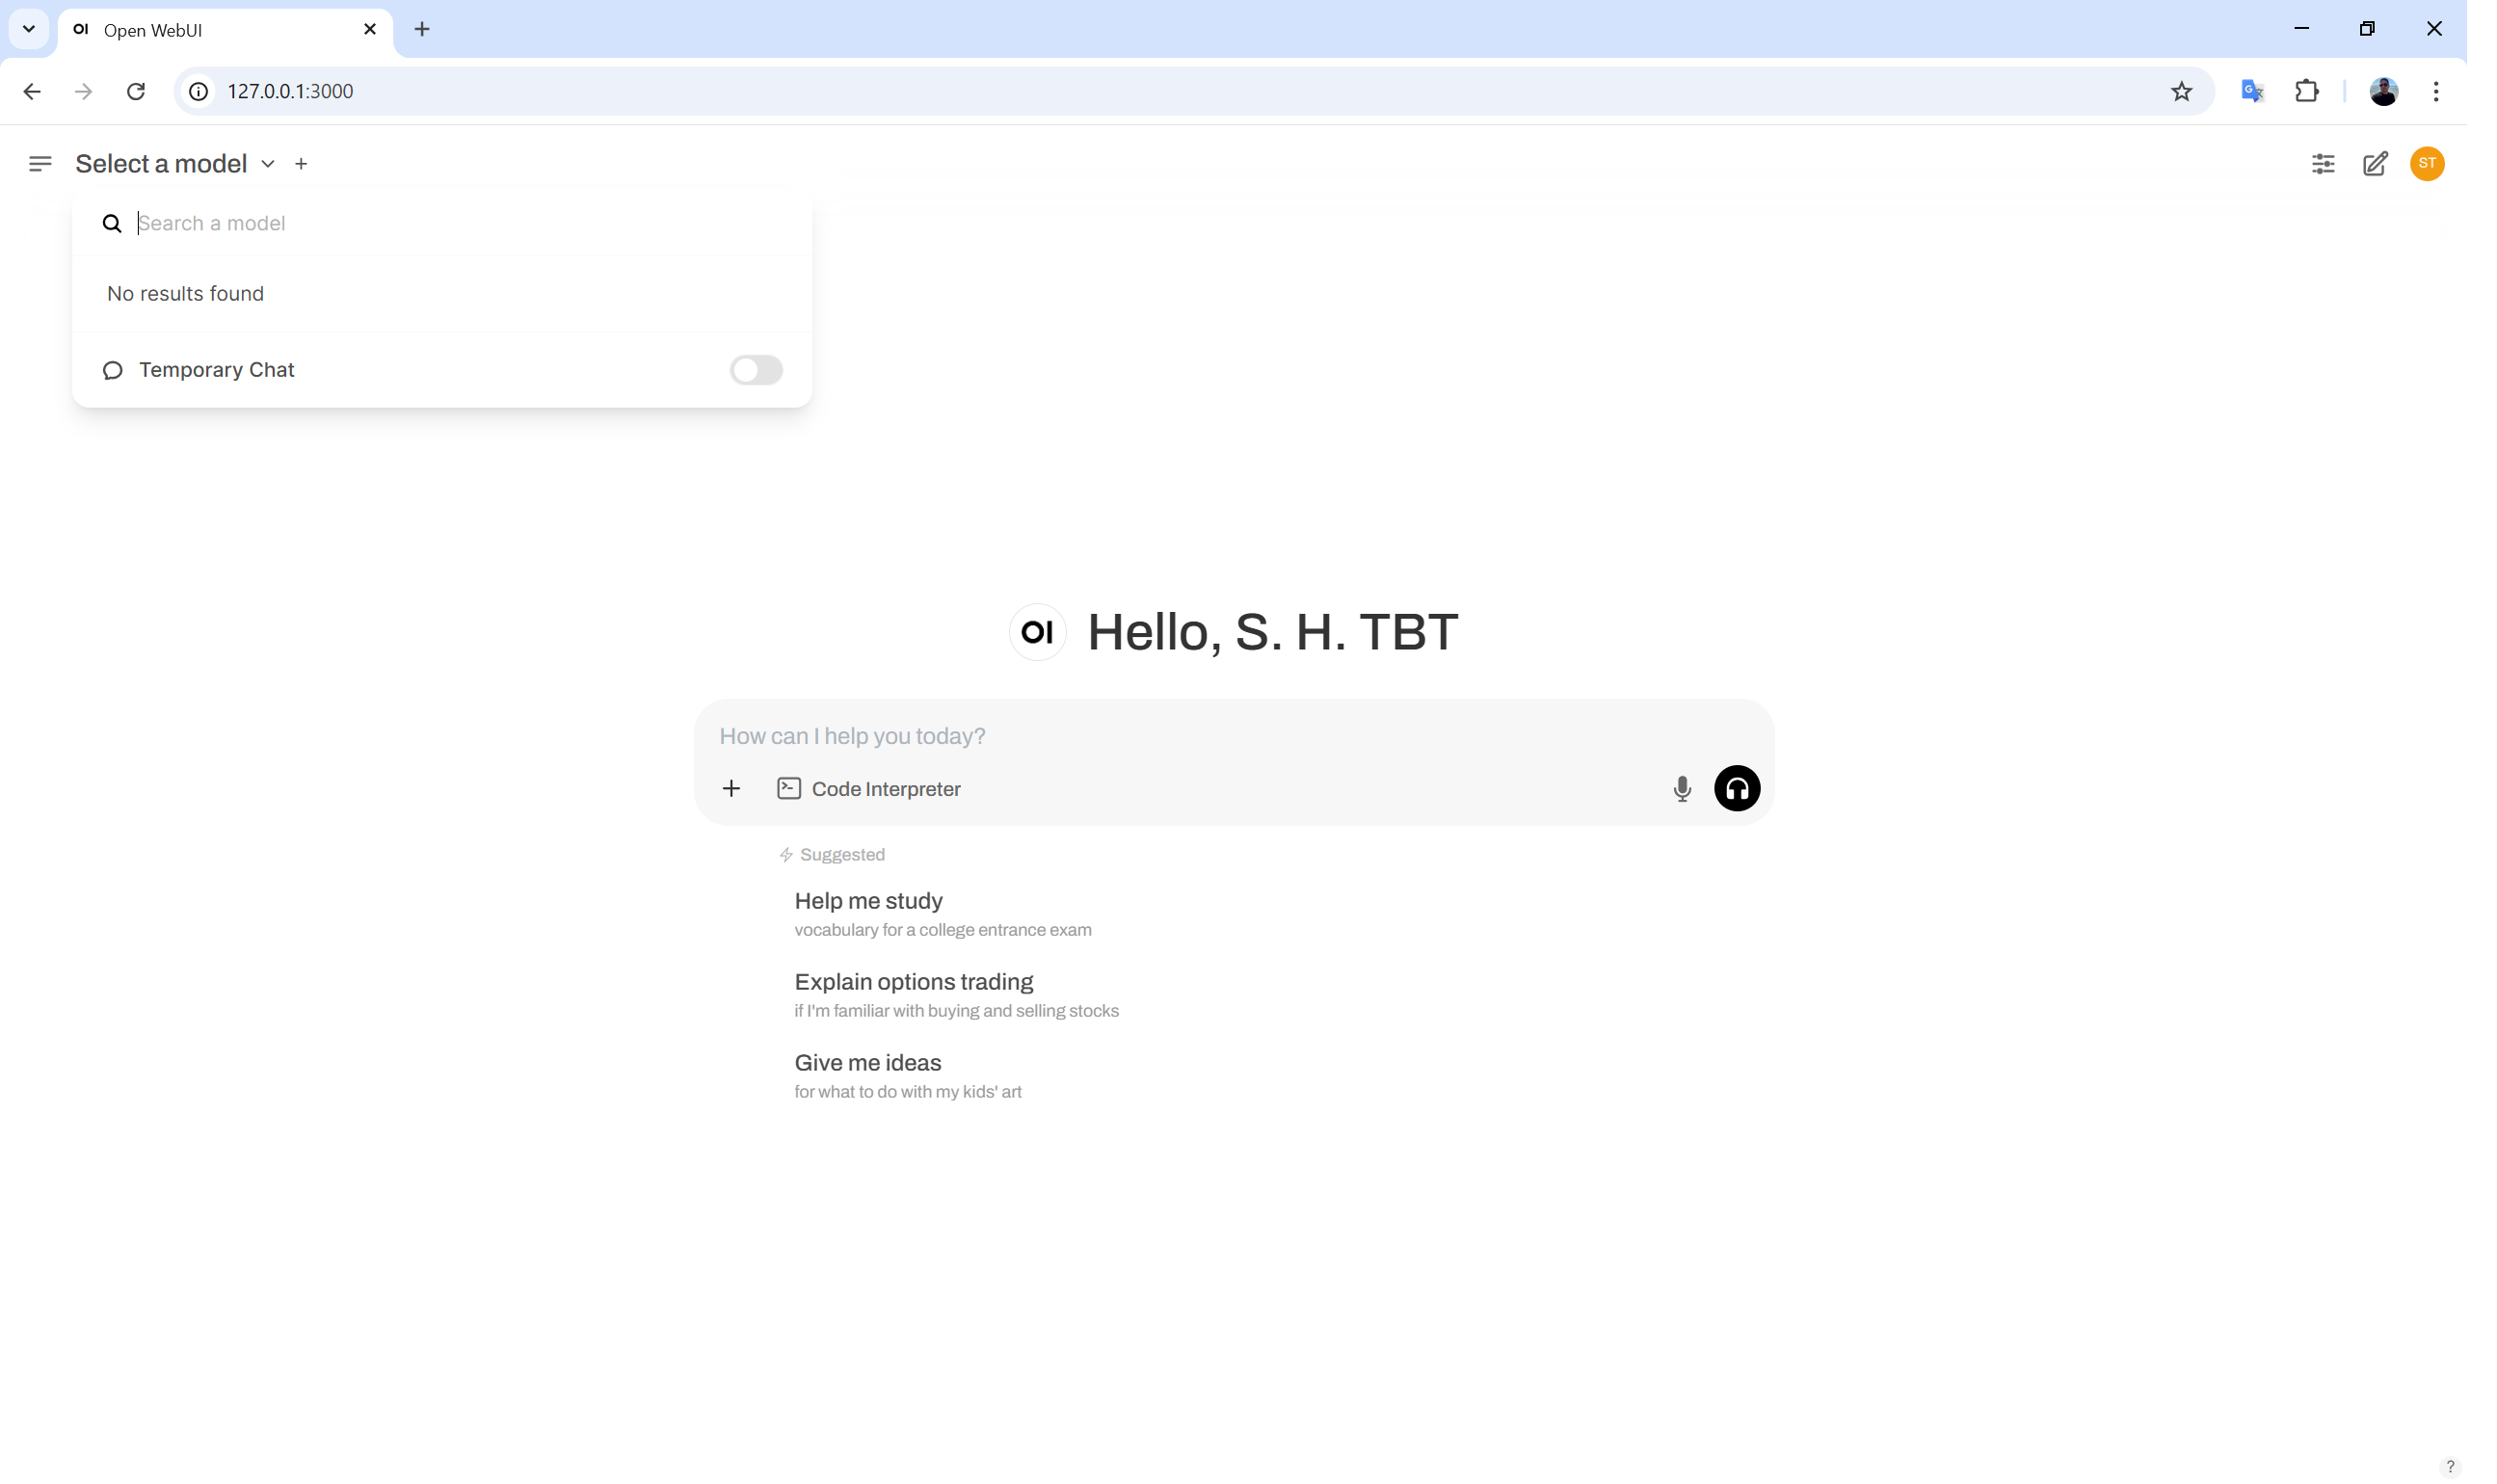 OI Open WebUI
127.0.0.1:3000
Select a model
ST
Search a model
No results found
Temporary Chat
OI Hello, S. H. TBT
How can I help you today?
Code Interpreter
Suggested
Help me study
vocabulary for a college entrance exam
Explain options trading
if I'm familiar with buying and selling stocks
Give me ideas
for what to do with my kids' art
?